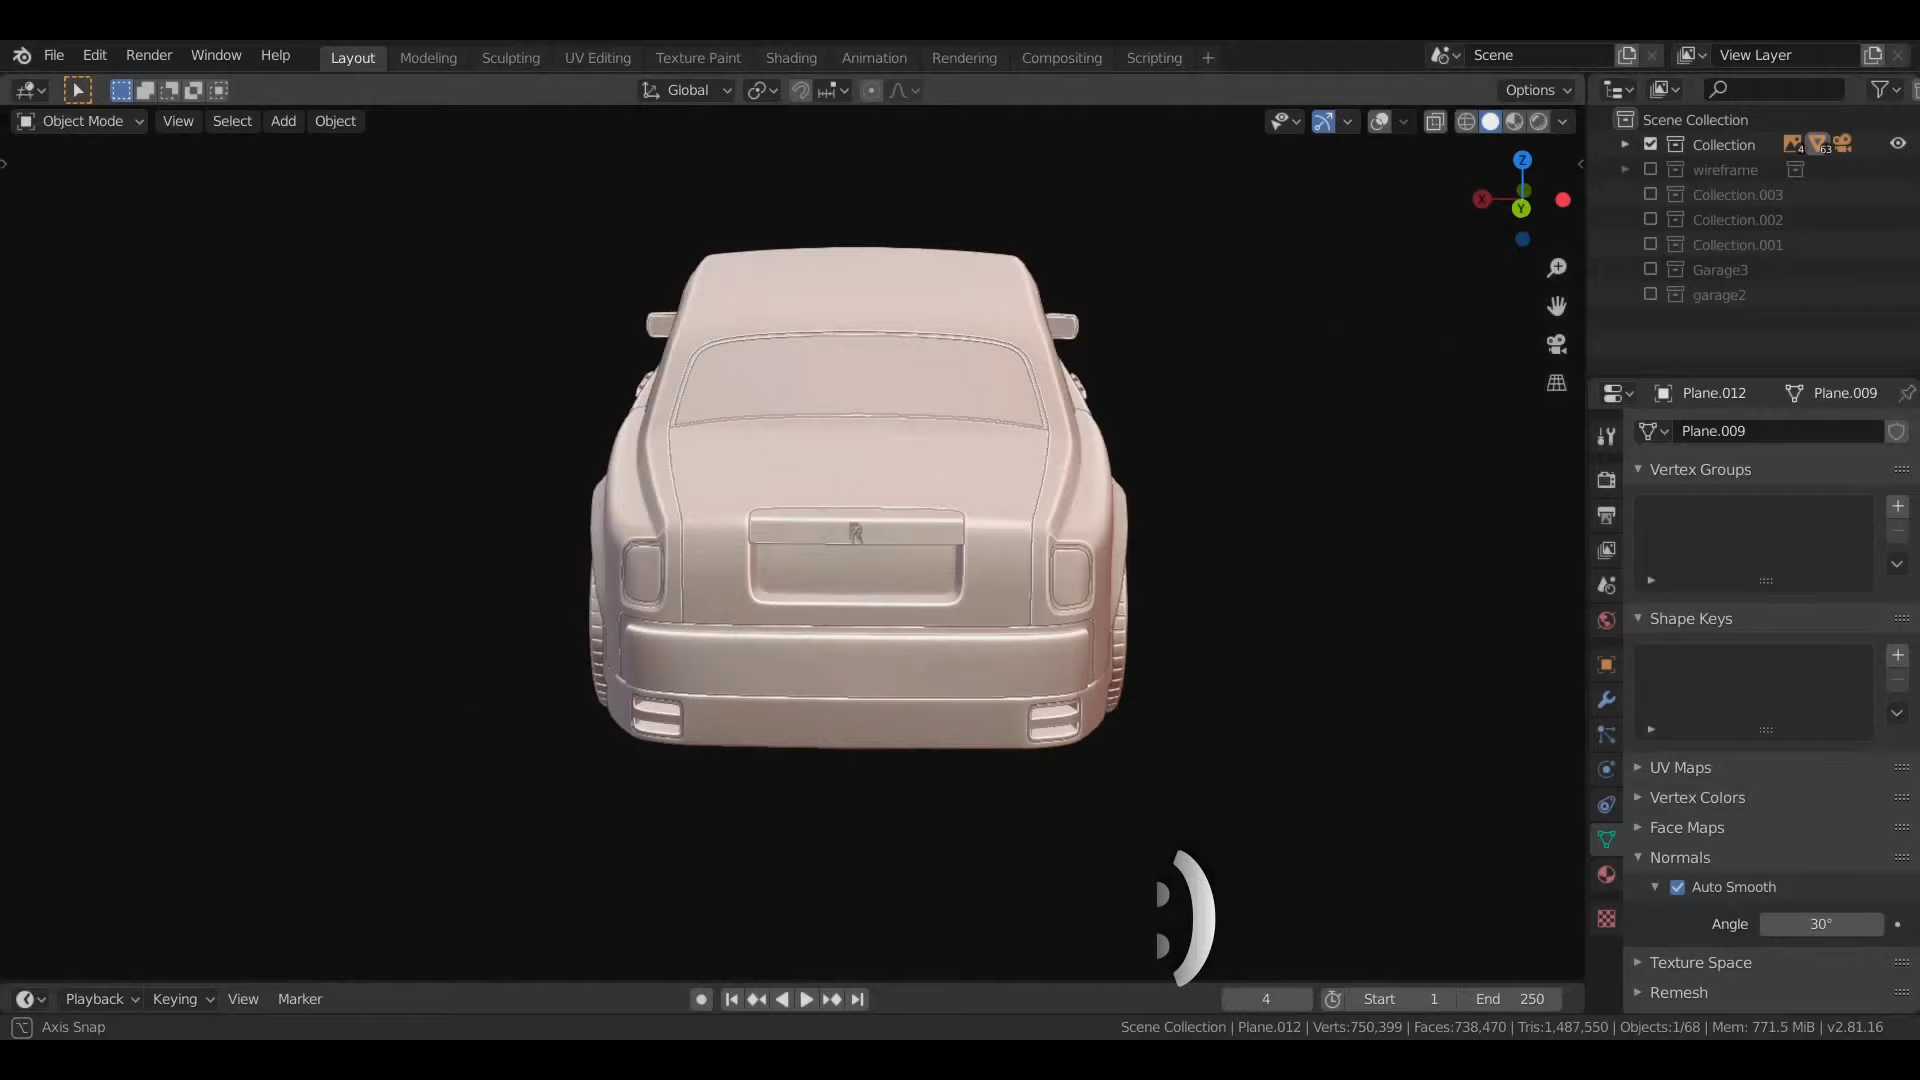 File Edit Render Window Help Layout Modeling Sculpting UV Editing Texture Paint Shading Animation Rendering Compositing Scripting + Scene View Layer
Global Options
Object Mode View Select Add Object
Scene Collection
Collection 4 63
wireframe
Collection.003
Collection.002
Collection.001
Garage3
garage2
Z
X
Y
Plane.012 Plane.009
Plane.009
Vertex Groups
Shape Keys
UV Maps
Vertex Colors
Face Maps
Normals
Auto Smooth
Angle 30°
Texture Space
Remesh
Playback Keying View Marker 4 Start 1 End 250
Axis Snap Scene Collection | Plane.012 | Verts:750,399 | Faces:738,470 | Tris:1,487,550 | Objects:1/68 | Mem: 771.5 MiB | v2.81.16